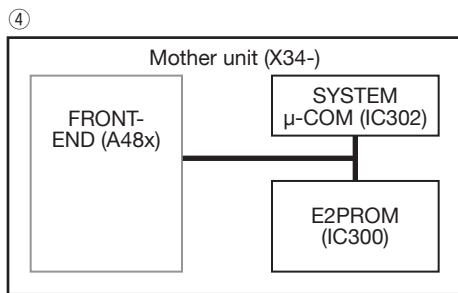 ④
Mother unit (X34-)
FRONT-
END (A48x)
SYSTEM
μ-COM (IC302)
E2PROM
(IC300)